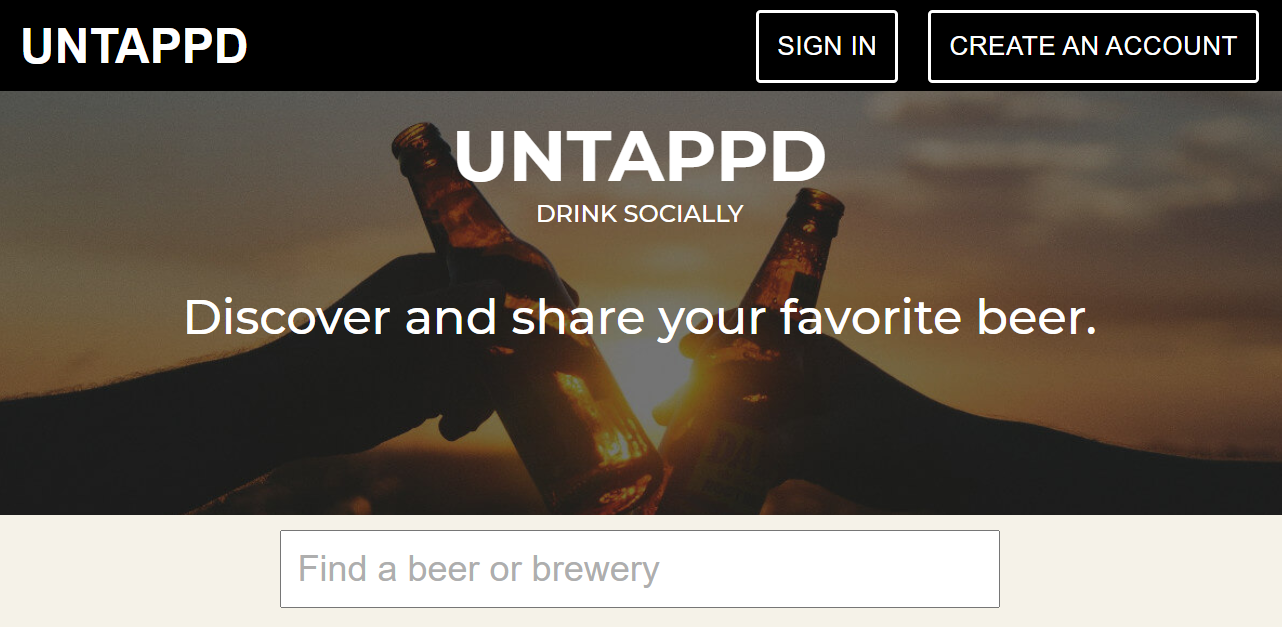 UNTAPPD
SIGN IN
CREATE AN ACCOUNT
UNTAPPD
DRINK SOCIALLY
Discover and share your favorite beer.
Find a beer or brewery